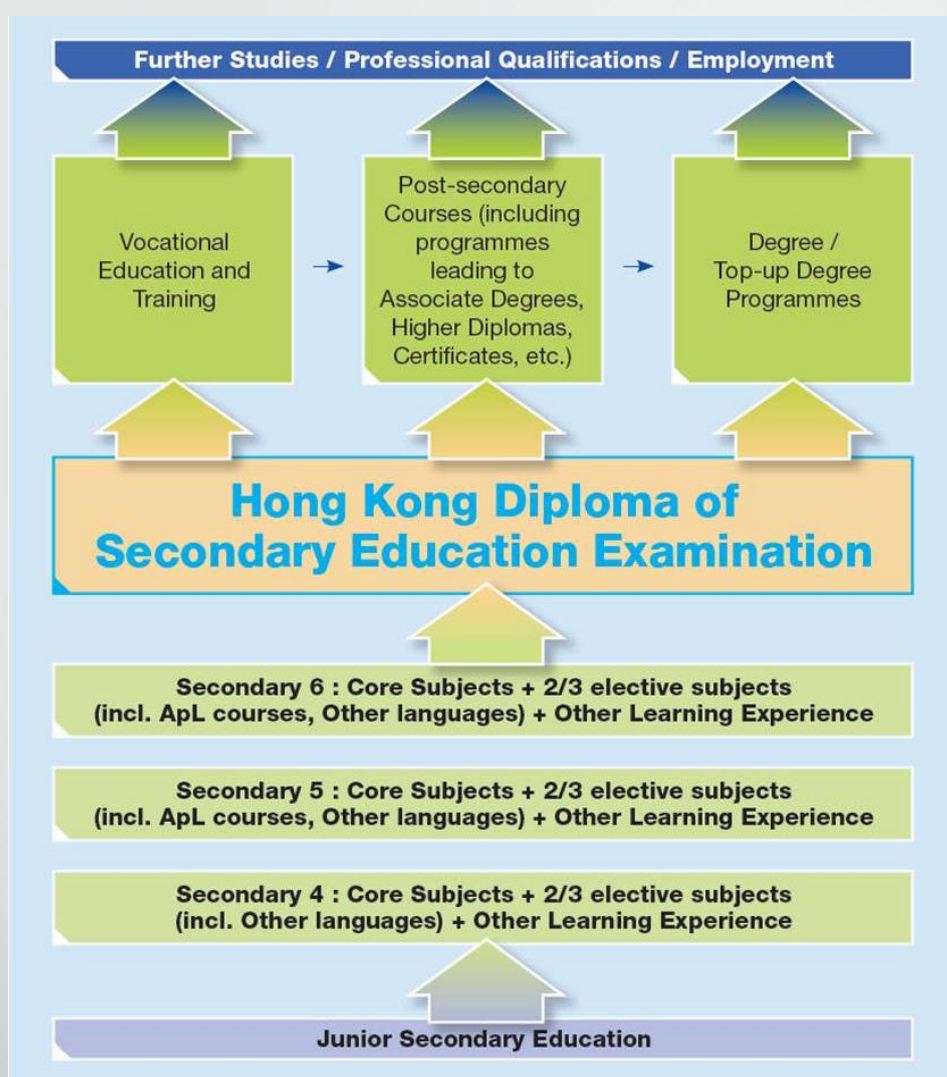 Further Studies / Professional Qualifications / Employment
Vocational
Education and
Training
Post-secondary
Courses (including
programmes
leading to
Associate Degrees,
Higher Diplomas,
Certificates, etc.)
Degree /
Top-up Degree
Programmes
Hong Kong Diploma of
Secondary Education Examination
Secondary 6 : Core Subjects + 2/3 elective subjects
(incl. ApL courses, Other languages) + Other Learning Experience
Secondary 5 : Core Subjects + 2/3 elective subjects
(incl. ApL courses, Other languages) + Other Learning Experience
Secondary 4 : Core Subjects + 2/3 elective subjects
(incl. Other languages) + Other Learning Experience
Junior Secondary Education